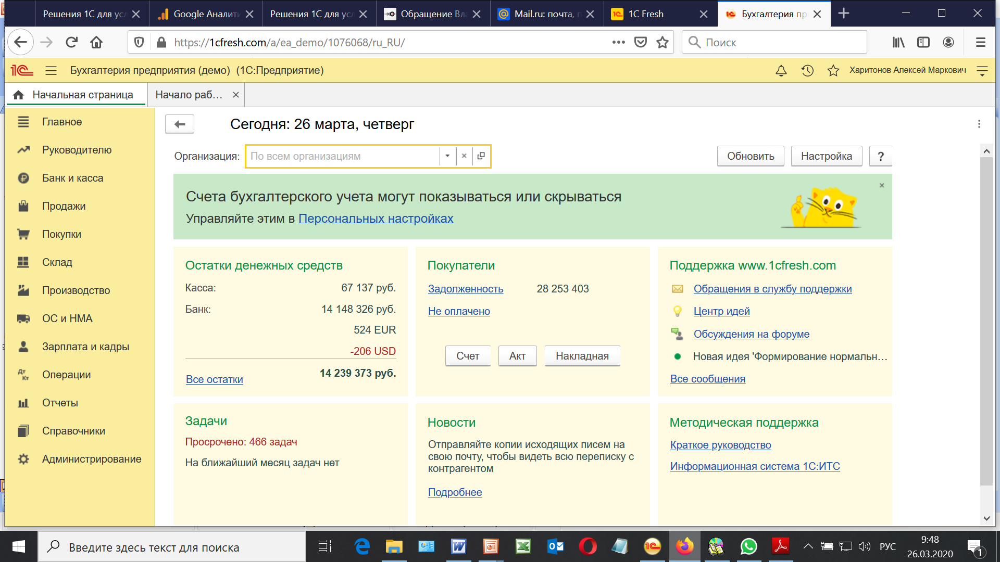 Решения 1С для усл
Google Аналити
Решения 1С для усл
Обращение Вла
Mail.ru: почта, п
1C Fresh
Бухгалтерия пр
https://1cfresh.com/a/ea_demo/1076068/ru_RU/
Поиск
Бухгалтерия предприятия (демо) (1С:Предприятие)
Харитонов Алексей Маркович
Начальная страница
Начало раб...
Главное
Руководителю
Банк и касса
Продажи
Покупки
Склад
Производство
ОС и НМА
Зарплата и кадры
Операции
Отчеты
Справочники
Администрирование
Сегодня: 26 марта, четверг
Организация: По всем организациям
Обновить
Настройка
?
Счета бухгалтерского учета могут показываться или скрываться
Управляйте этим в Персональных настройках
Остатки денежных средств
Касса: 67 137 руб.
Банк: 14 148 326 руб.
524 EUR
-206 USD
14 239 373 руб.
Все остатки
Покупатели
Задолженность 28 253 403
Не оплачено
Счет
Акт
Накладная
Поддержка www.1cfresh.com
Обращения в службу поддержки
Центр идей
Обсуждения на форуме
Новая идея 'Формирование нормальн...
Все сообщения
Задачи
Просрочено: 466 задач
На ближайший месяц задач нет
Новости
Отправляйте копии исходящих писем на
свою почту, чтобы видеть всю переписку с
контрагентом
Подробнее
Методическая поддержка
Краткое руководство
Информационная система 1С:ИТС
Введите здесь текст для поиска
РУС
9:48
26.03.2020
1